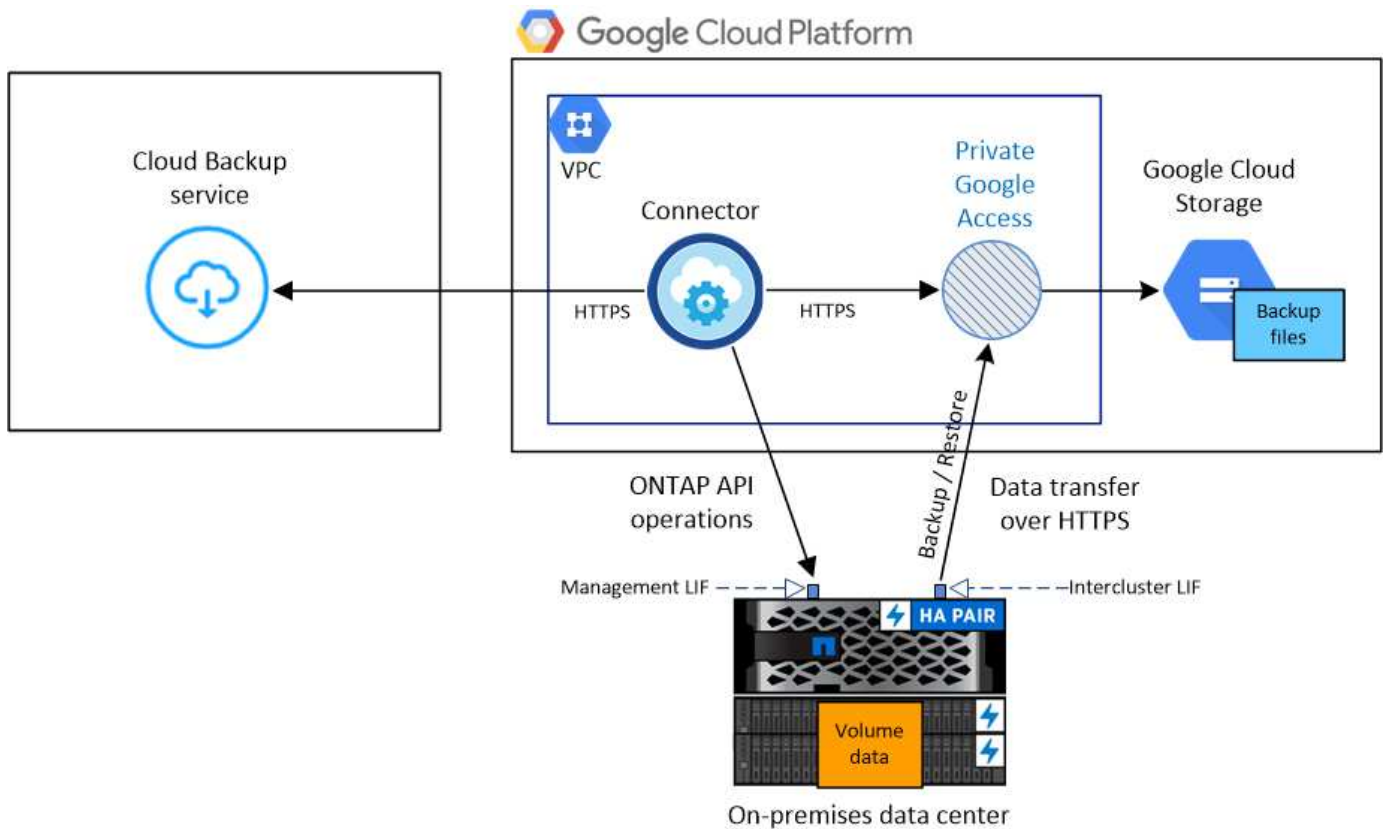 Google Cloud Platform
Cloud Backup
service
VPC
Connector
Private
Google
Access
Google Cloud
Storage
HTTPS
HTTPS
Backup
files
ONTAP API
operations
Backup / Restore
Data transfer
over HTTPS
Management LIF
Intercluster LIF
HA PAIR
Volume
data
On-premises data center